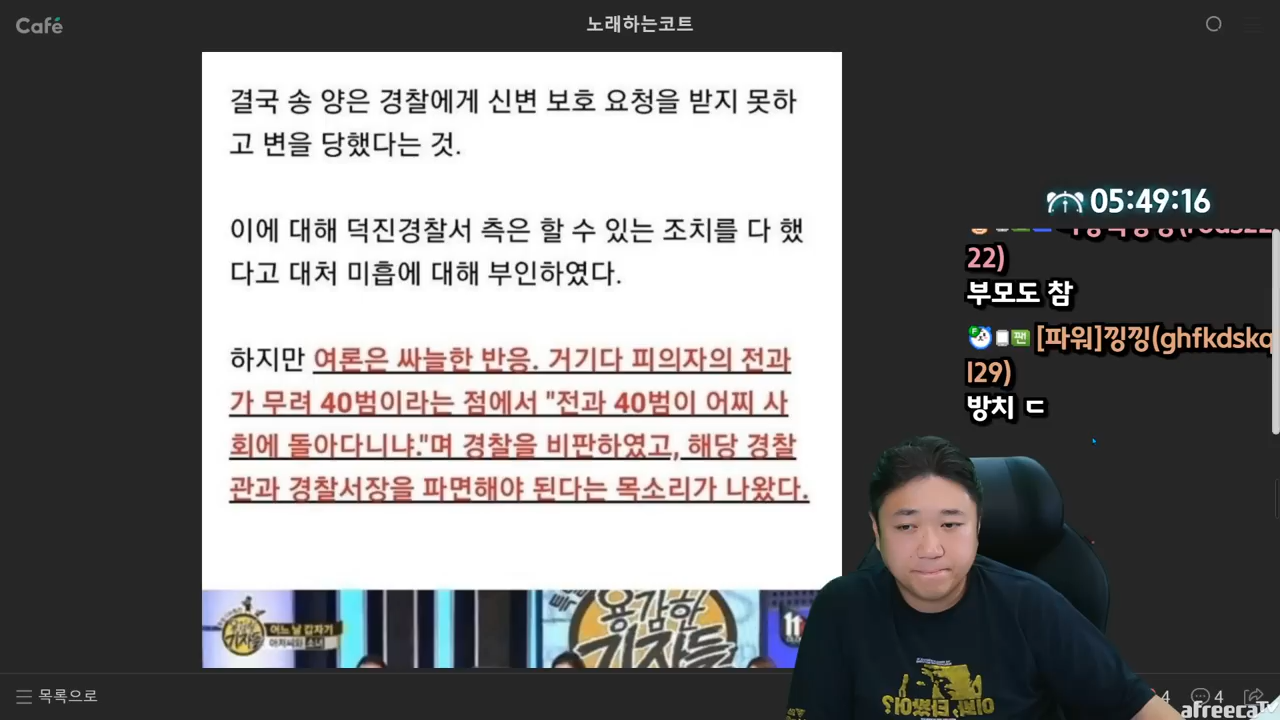 Café
노래하는코트
결국 송 양은 경찰에게 신변 보호 요청을 받지 못하
고 변을 당했다는 것.
이에 대해 덕진경찰서 측은 할 수 있는 조치를 다 했
다고 대처 미흡에 대해 부인하였다.
하지만 여론은 싸늘한 반응. 거기다 피의자의 전과
가 무려 40범이라는 점에서 "전과 40범이 어찌 사
회에 돌아다니냐."며 경찰을 비판하였고, 해당 경찰
관과 경찰서장을 파면해야 된다는 목소리가 나왔다.
05:49:16
22)
부모도 참
팬 [파워]낑낑(ghfkdskq
l29)
방치 ㄷ
어느 날 갑자기
용감한
기자들
목록으로
4
4
afreecaTV